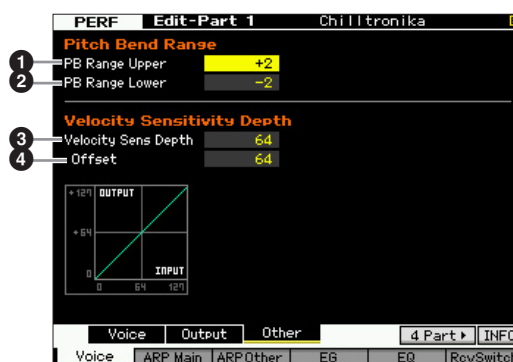 PERF Edit-Part 1 Chilltronika
Pitch Bend Range
1 PB Range Upper +2
2 PB Range Lower -2
Velocity Sensitivity Depth
3 Velocity Sens Depth 64
4 Offset 64
+127 OUTPUT
+64
0 INPUT
0 64 127
Voice Output Other 4 Part INFO
Voice ARP Main ARP Other EG EQ RcvSwitch